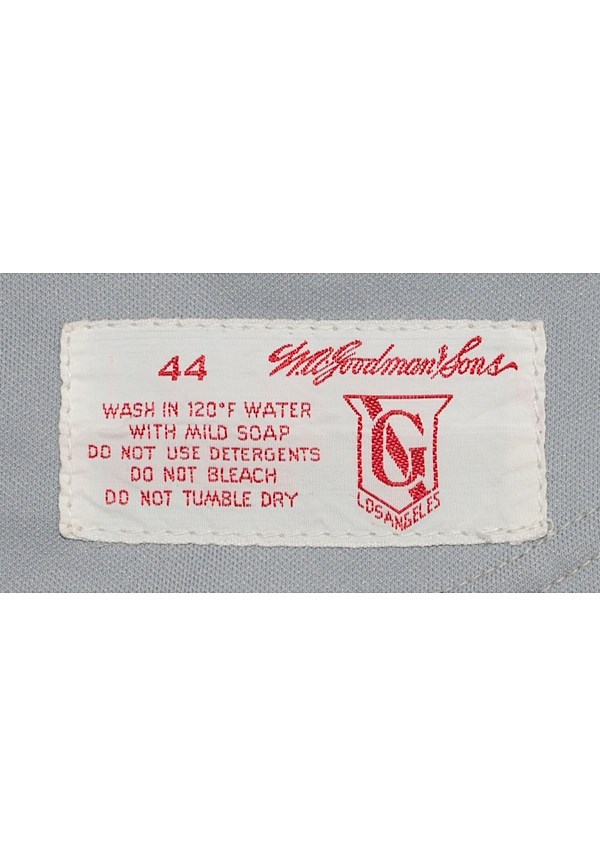 44
W.A. Goodman & Sons
WASH IN 120°F WATER
WITH MILD SOAP
DO NOT USE DETERGENTS
DO NOT BLEACH
DO NOT TUMBLE DRY
G
LOS ANGELES